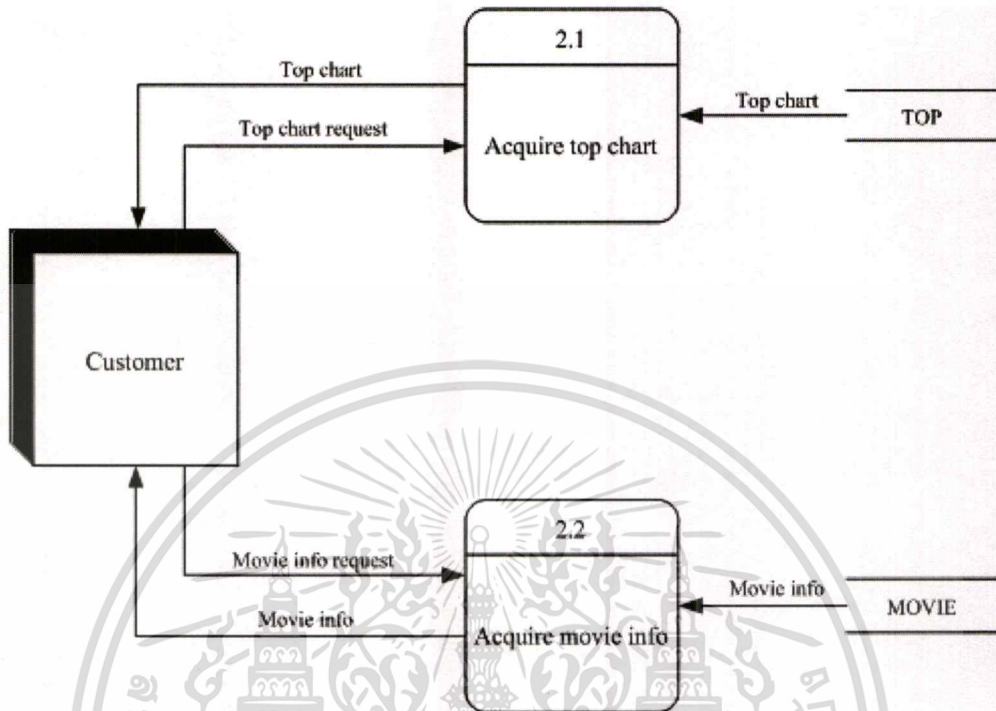 2.1
Top chart
Top chart
TOP
Top chart request
Acquire top chart
Customer
2.2
Movie info request
Movie info
MOVIE
Movie info
Acquire movie info